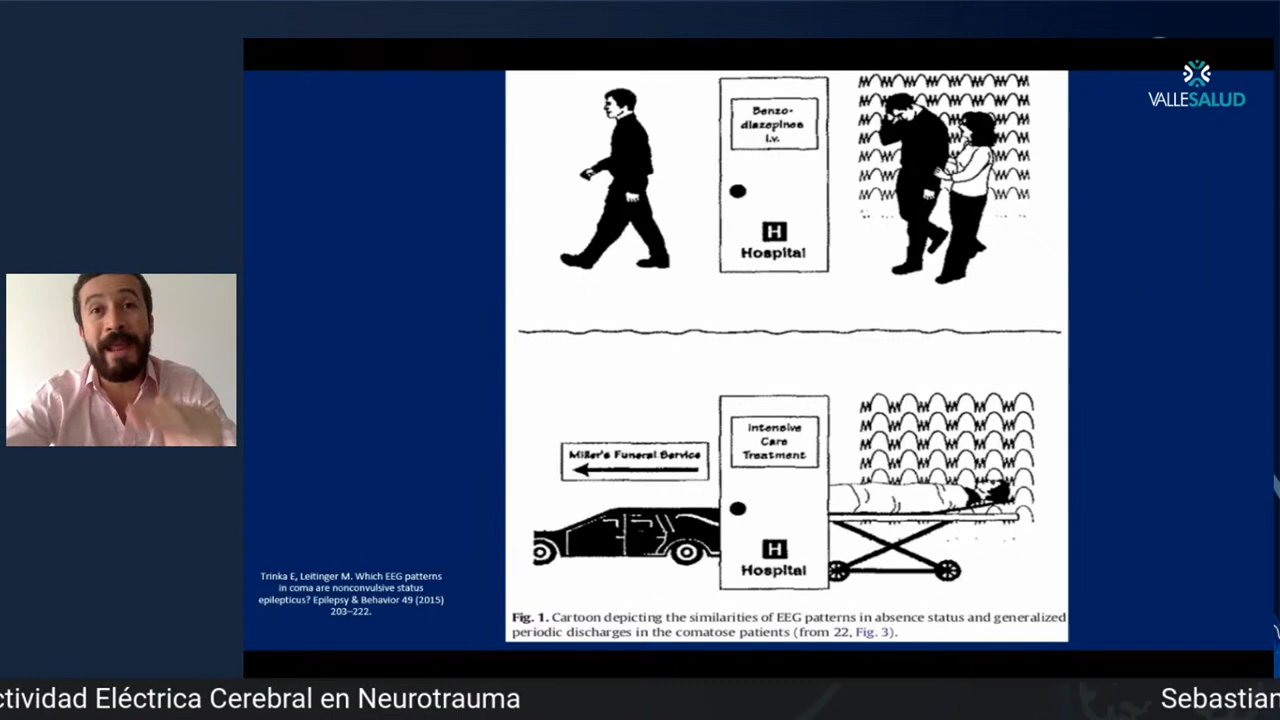 VALLESALUD
Benzo-
diazepines
i.v.
H
Hospital
Miller's Funeral Service
Intensive
Care
Treatment
H
Hospital
Trinka E, Leitinger M. Which EEG patterns
in coma are nonconvulsive status
epilepticus? Epilepsy & Behavior 49 (2015)
203–222.
Fig. 1. Cartoon depicting the similarities of EEG patterns in absence status and generalized
periodic discharges in the comatose patients (from 22, Fig. 3).
ctividad Eléctrica Cerebral en Neurotrauma
Sebastian